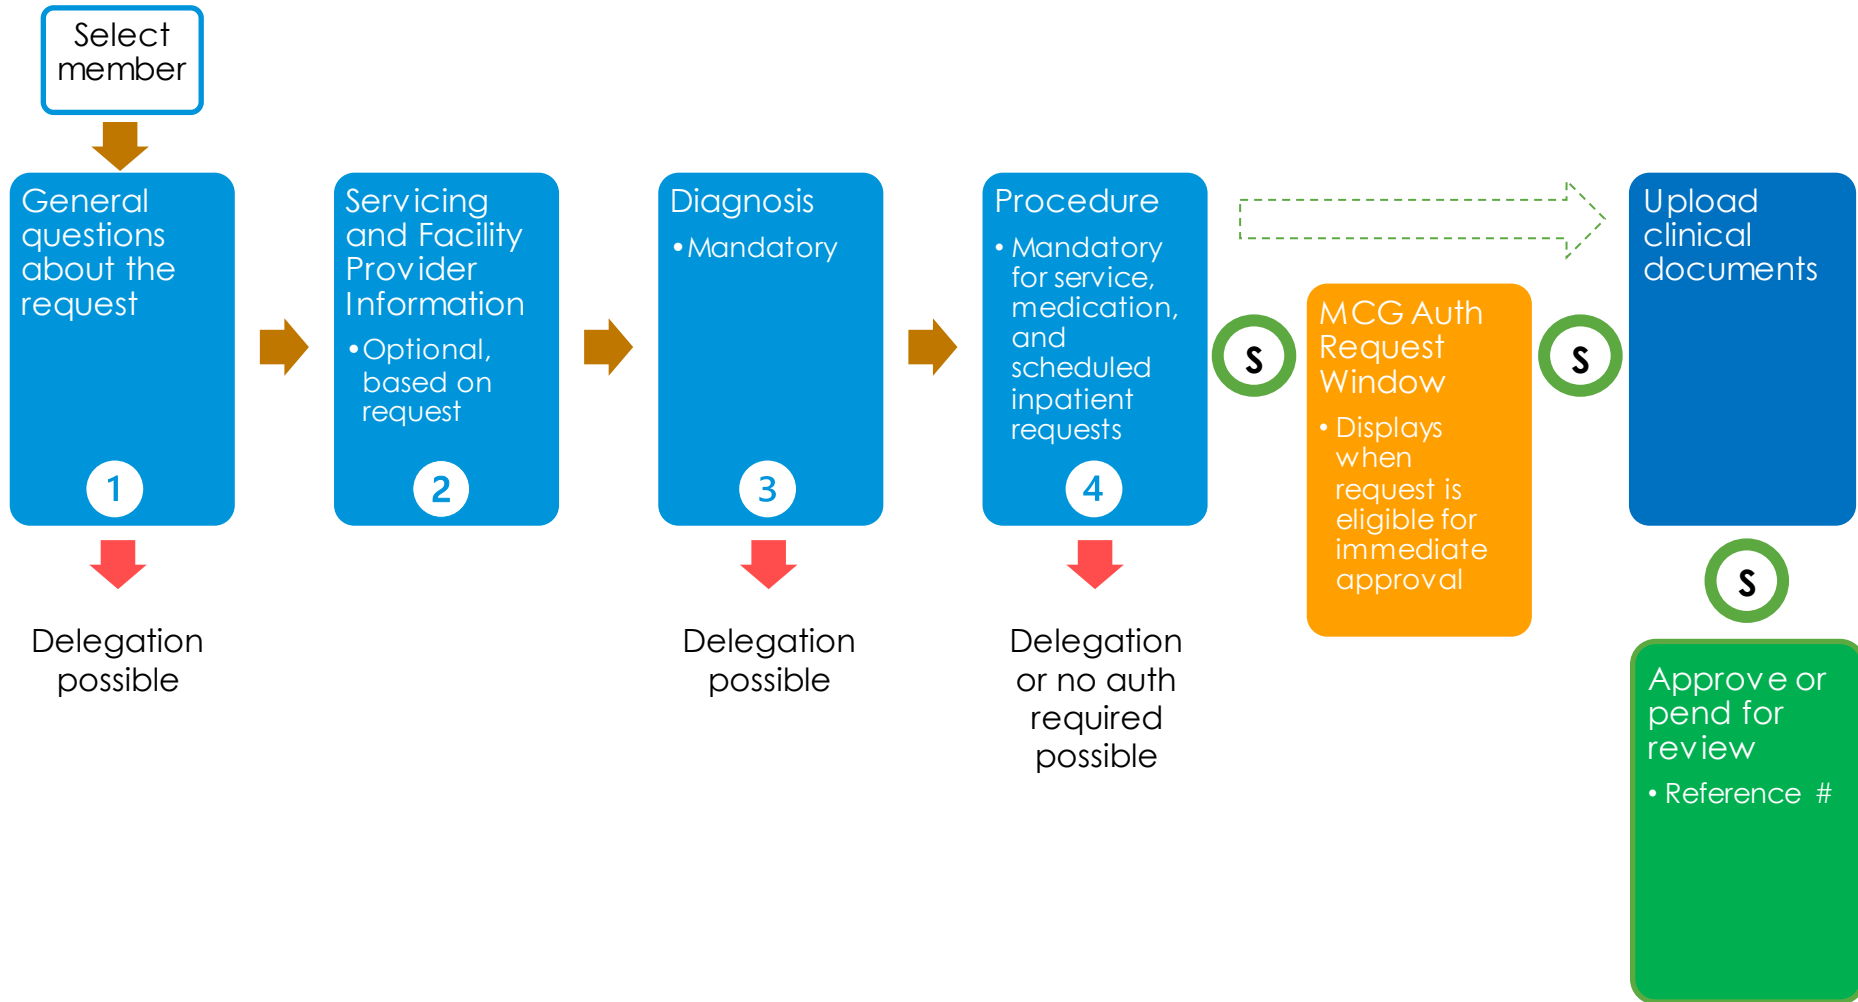 Select
member
General
questions
about the
request
1
Servicing
and Facility
Provider
Information
•Optional,
based on
request
2
Diagnosis
•Mandatory
3
Procedure
• Mandatory
for service,
medication,
and
scheduled
inpatient
requests
4
S
MCG Auth
Request
Window
• Displays
when
request is
eligible for
immediate
approval
S
Upload
clinical
documents
S
Approve or
pend for
review
• Reference #
Delegation
possible
Delegation
possible
Delegation
or no auth
required
possible